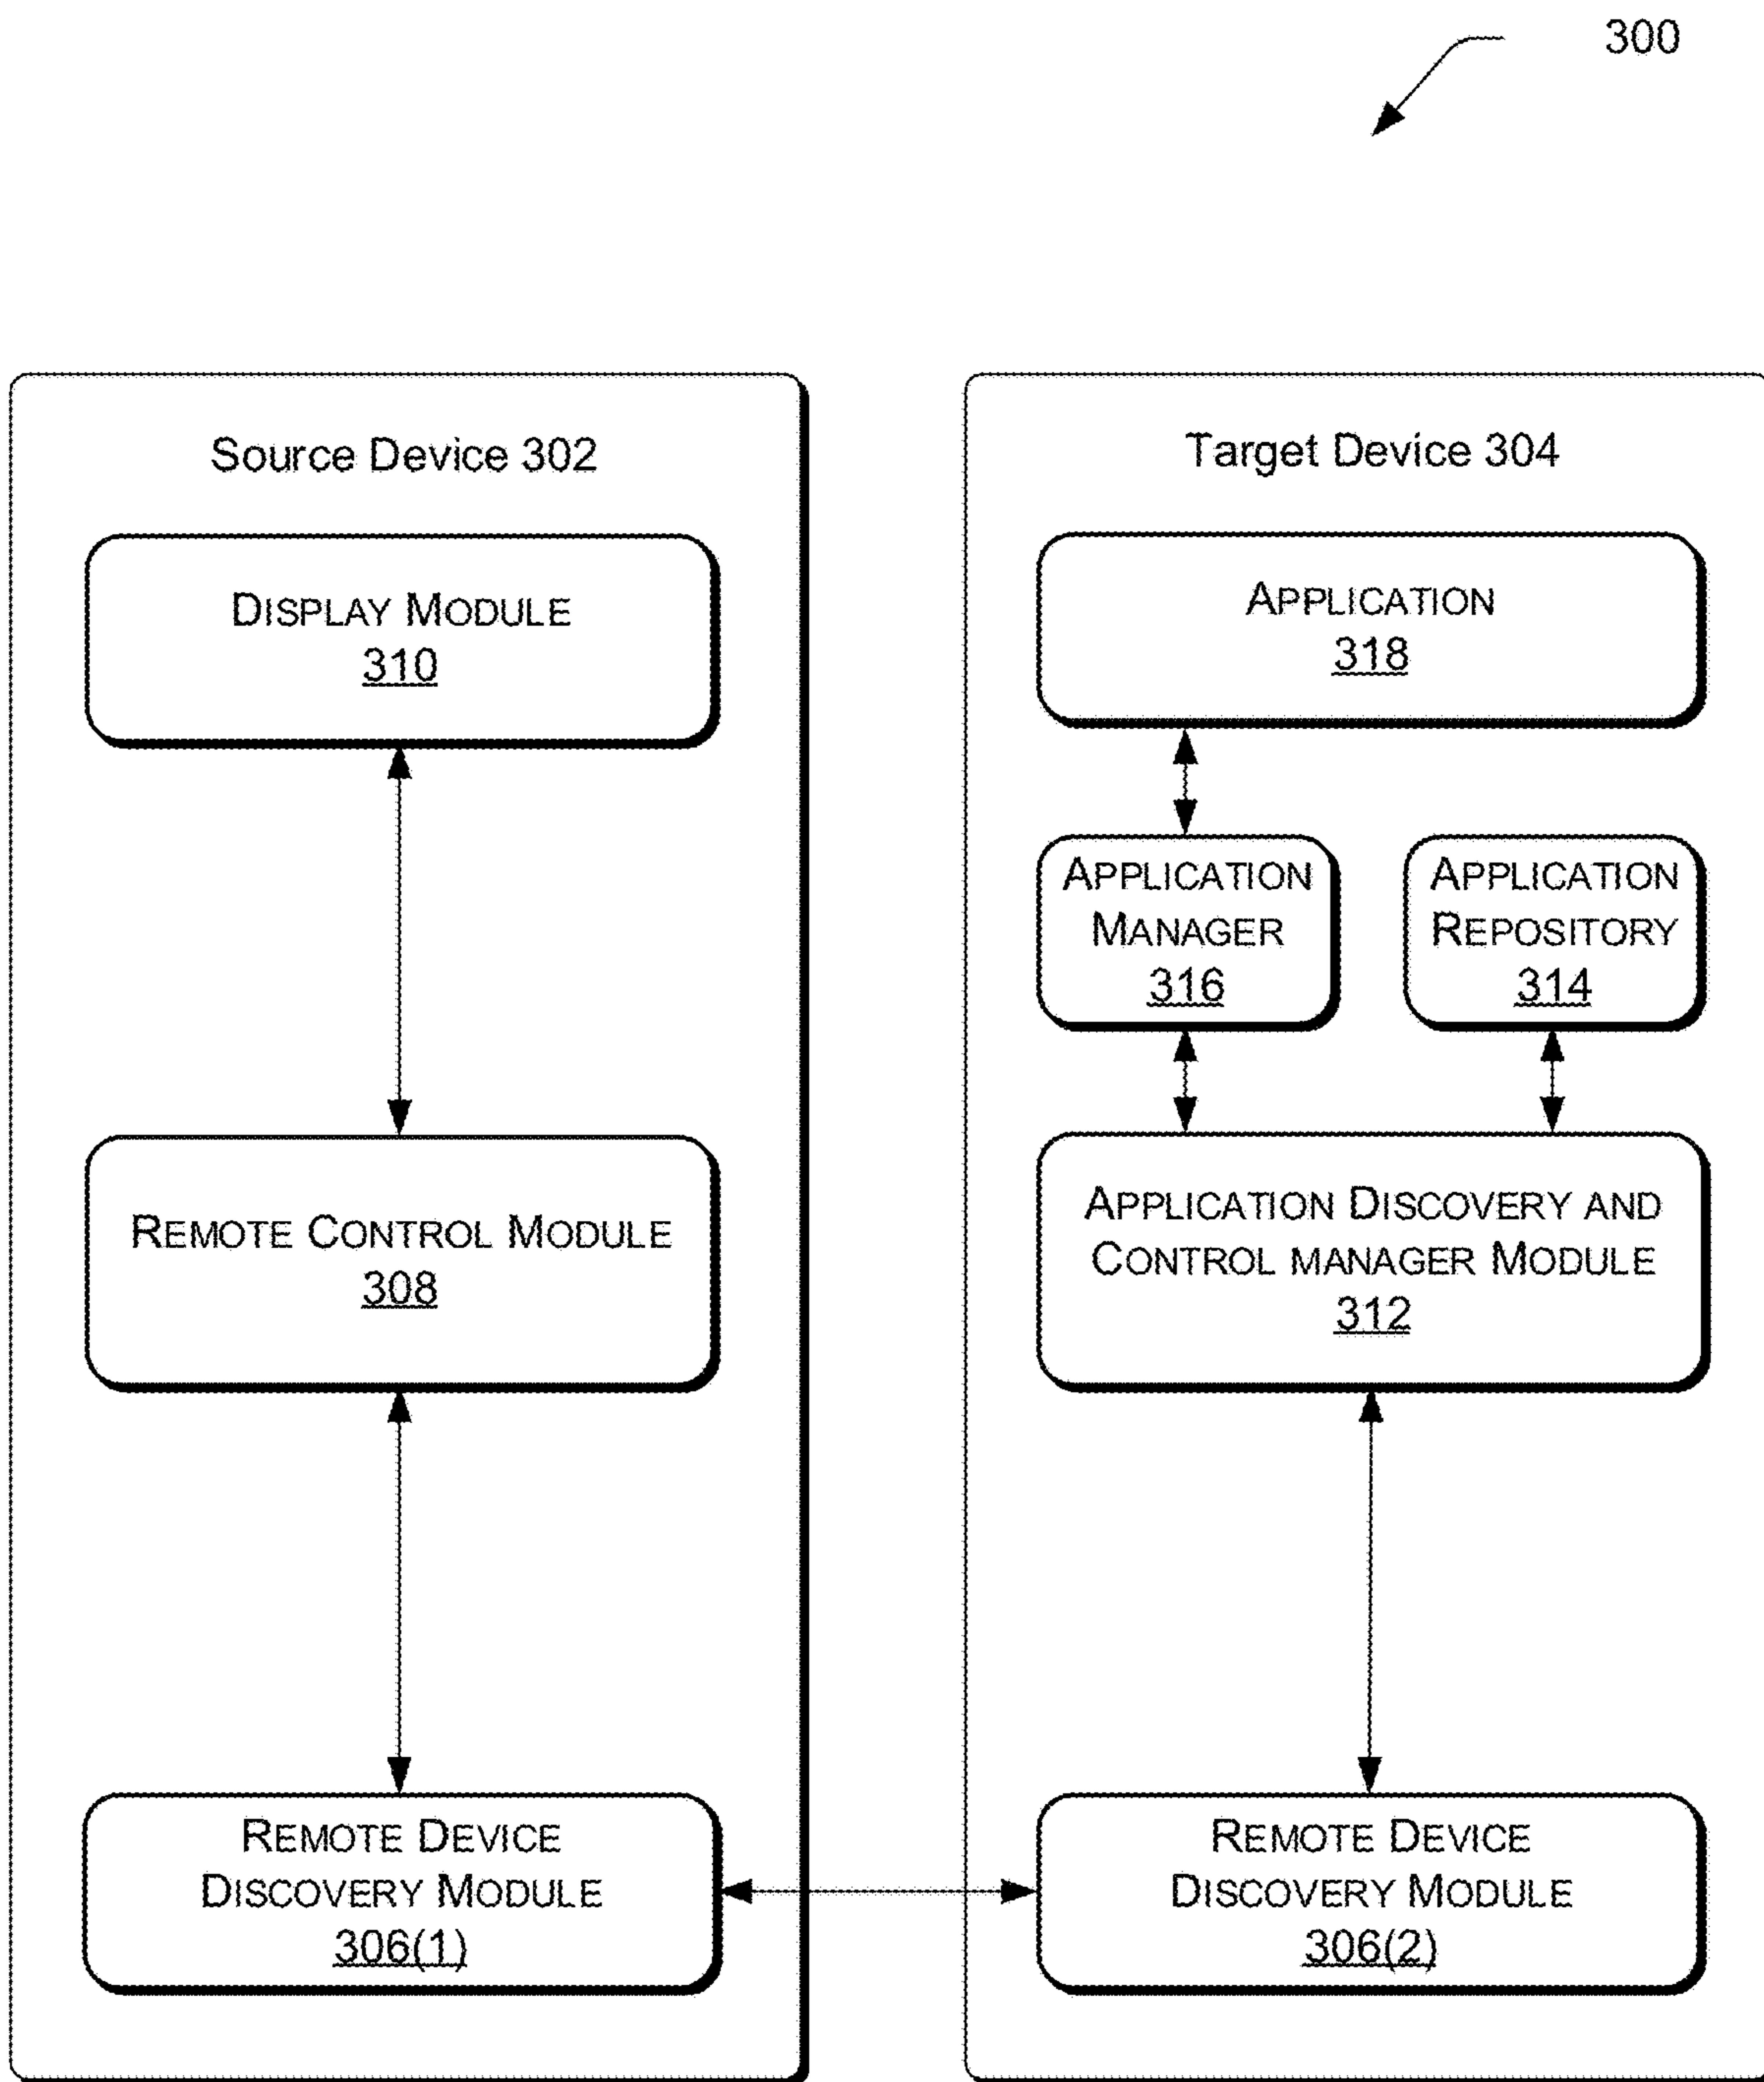 300
Source Device 302
DISPLAY MODULE
310
REMOTE CONTROL MODULE
308
REMOTE DEVICE
DISCOVERY MODULE
306(1)
Target Device 304
APPLICATION
318
APPLICATION
MANAGER
316
APPLICATION
REPOSITORY
314
APPLICATION DISCOVERY AND
CONTROL MANAGER MODULE
312
REMOTE DEVICE
DISCOVERY MODULE
306(2)